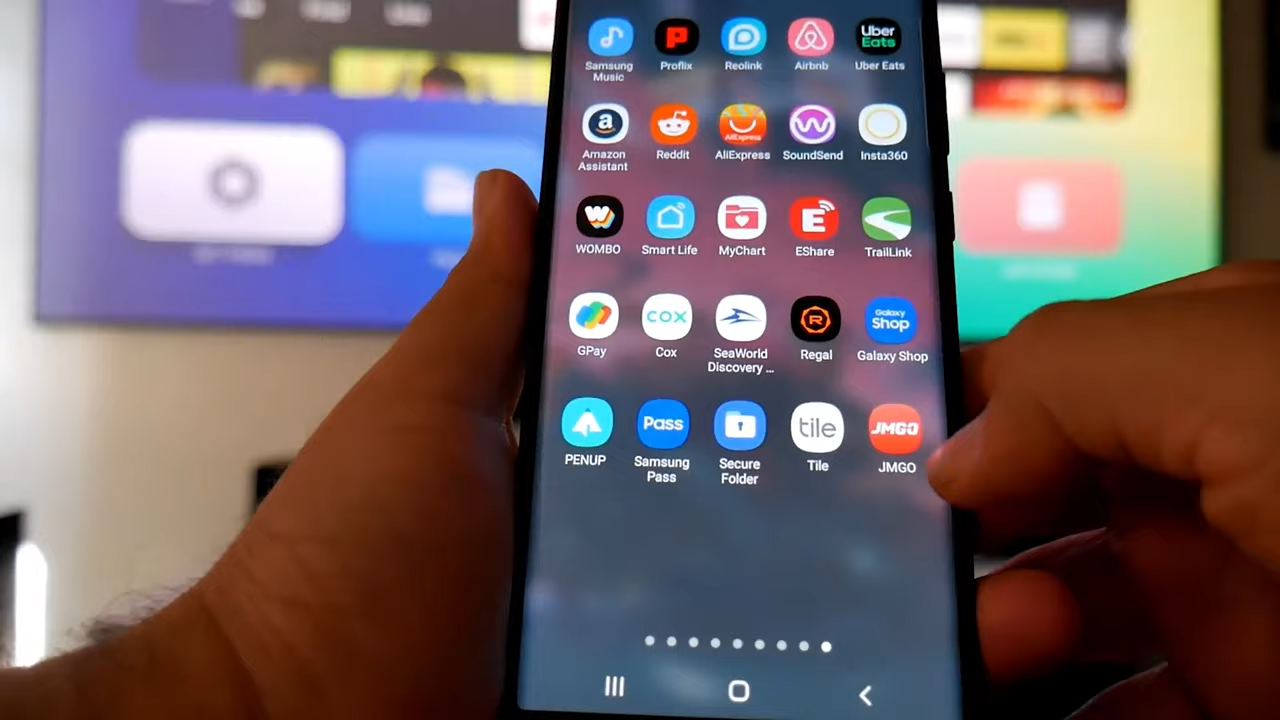 Samsung
Music
Proflix
Reolink
Airbnb
Uber
Eats
Uber Eats
a
Amazon
Assistant
Reddit
AliExpress
AliExpress
SoundSend
Insta360
W
WOMBO
Smart Life
MyChart
E
EShare
TrailLink
GPay
COX
Cox
SeaWorld
Discovery ...
R
Regal
Galaxy
Shop
Galaxy Shop
PENUP
Pass
Samsung
Pass
Secure
Folder
tile
Tile
JMGO
JMGO